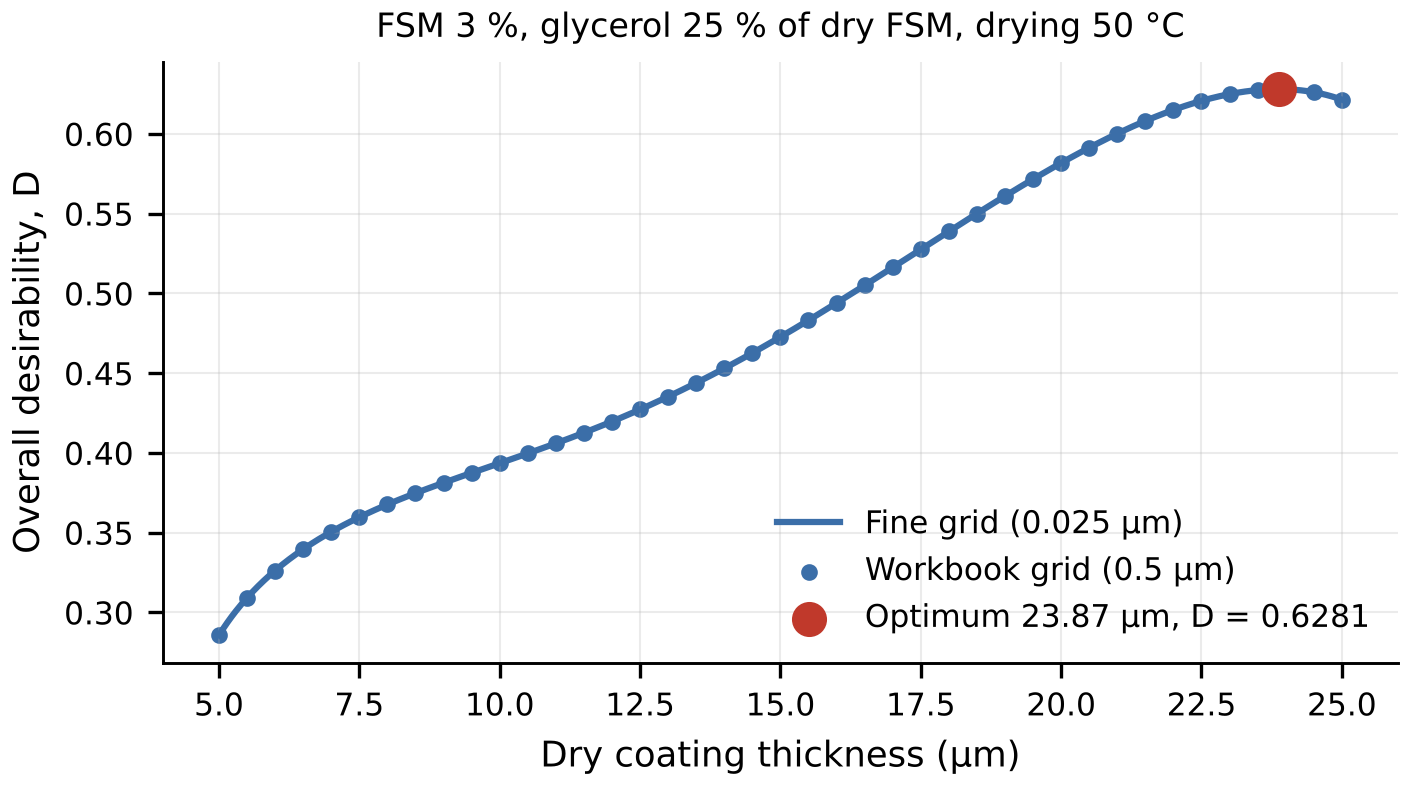 FSM 3 %, glycerol 25 % of dry FSM, drying 50 °C
Overall desirability, D
0.60
0.55
0.50
0.45
0.40
0.35
0.30
Fine grid (0.025 µm)
Workbook grid (0.5 µm)
Optimum 23.87 µm, D = 0.6281
5.0 7.5 10.0 12.5 15.0 17.5 20.0 22.5 25.0
Dry coating thickness (µm)